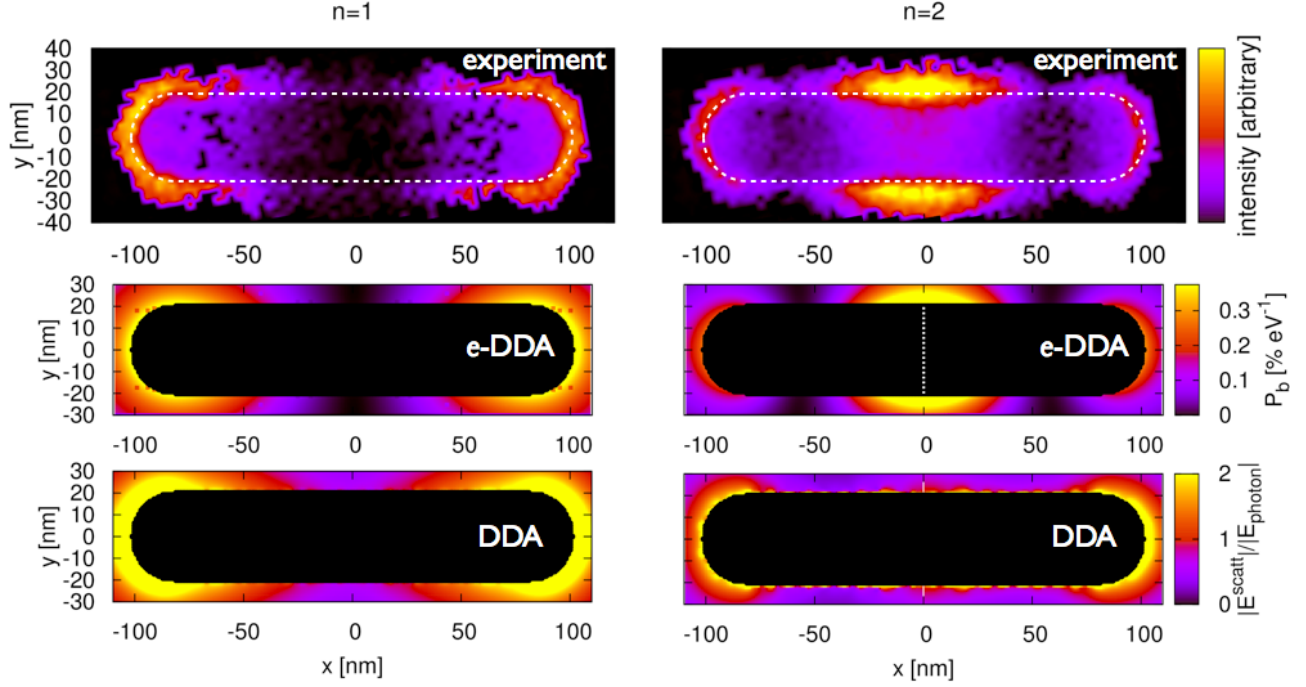 n=1
n=2
experiment
experiment
y [nm]
40
30
20
10
0
-10
-20
-30
-40
intensity [arbitrary]
-100 -50 0 50 100
-100 -50 0 50 100
y [nm]
30
20
10
0
-10
-20
-30
e-DDA
e-DDA
0.3
0.2
0.1
0
P_b [% eV^-1]
-100 -50 0 50 100
-100 -50 0 50 100
y [nm]
30
20
10
0
-10
-20
-30
DDA
DDA
2
1
0
|E^scatt|/|E_photon|
-100 -50 0 50 100
-100 -50 0 50 100
x [nm]
x [nm]